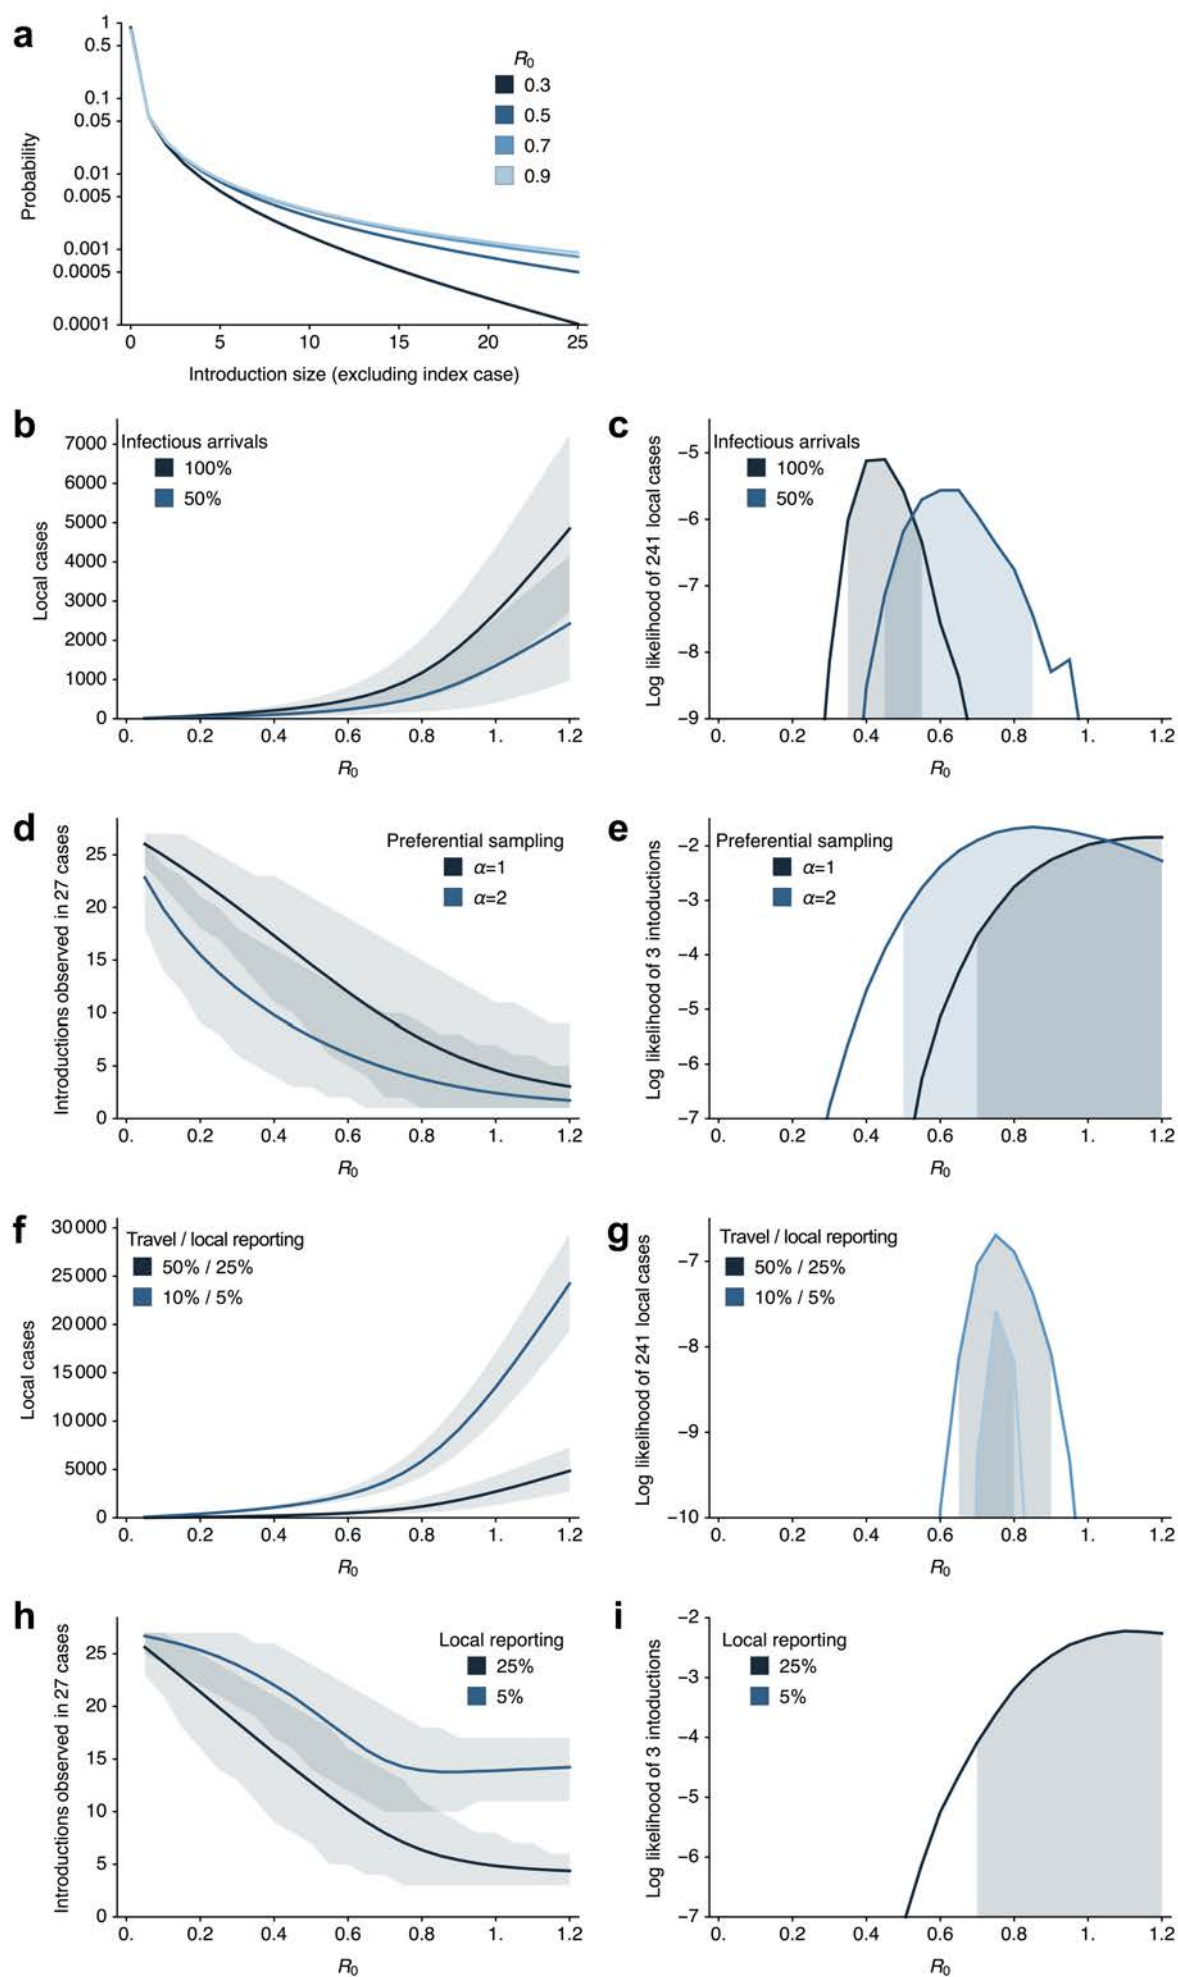 a
1
0.5
0.1
0.05
0.01
0.005
0.001
0.0005
0.0001
Probability
R0
0.3
0.5
0.7
0.9
0 5 10 15 20 25
Introduction size (excluding index case)
b
Infectious arrivals
100%
50%
7000
6000
5000
4000
3000
2000
1000
0
Local cases
0. 0.2 0.4 0.6 0.8 1. 1.2
R0
c
Infectious arrivals
100%
50%
−5
−6
−7
−8
−9
Log likelihood of 241 local cases
0. 0.2 0.4 0.6 0.8 1. 1.2
R0
d
Preferential sampling
α=1
α=2
25
20
15
10
5
0
Introductions observed in 27 cases
0. 0.2 0.4 0.6 0.8 1. 1.2
R0
e
Preferential sampling
α=1
α=2
−2
−3
−4
−5
−6
−7
Log likelihood of 3 intoductions
0. 0.2 0.4 0.6 0.8 1. 1.2
R0
f
Travel / local reporting
50% / 25%
10% / 5%
30000
25000
20000
15000
10000
5000
0
Local cases
0. 0.2 0.4 0.6 0.8 1. 1.2
R0
g
Travel / local reporting
50% / 25%
10% / 5%
−7
−8
−9
−10
Log likelihood of 241 local cases
0. 0.2 0.4 0.6 0.8 1. 1.2
R0
h
Local reporting
25%
5%
25
20
15
10
5
0
Introductions observed in 27 cases
0. 0.2 0.4 0.6 0.8 1. 1.2
R0
i
Local reporting
25%
5%
−2
−3
−4
−5
−6
−7
Log likelihood of 3 intoductions
0. 0.2 0.4 0.6 0.8 1. 1.2
R0